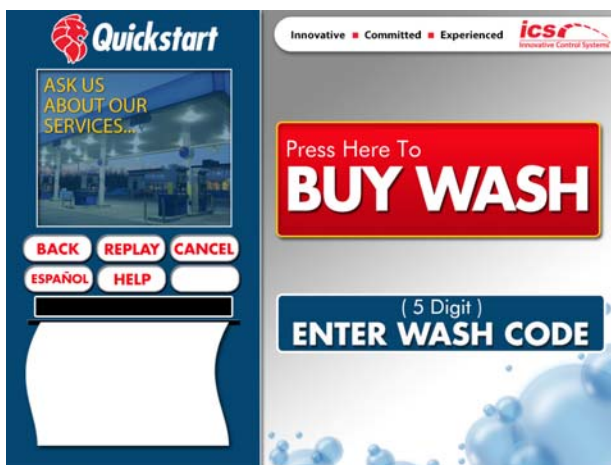 Quickstart
ASK US
ABOUT OUR
SERVICES...
BACK
REPLAY
CANCEL
ESPAÑOL
HELP
Innovative ■ Committed ■ Experienced
ics
Innovative Control Systems
Press Here To
BUY WASH
( 5 Digit )
ENTER WASH CODE